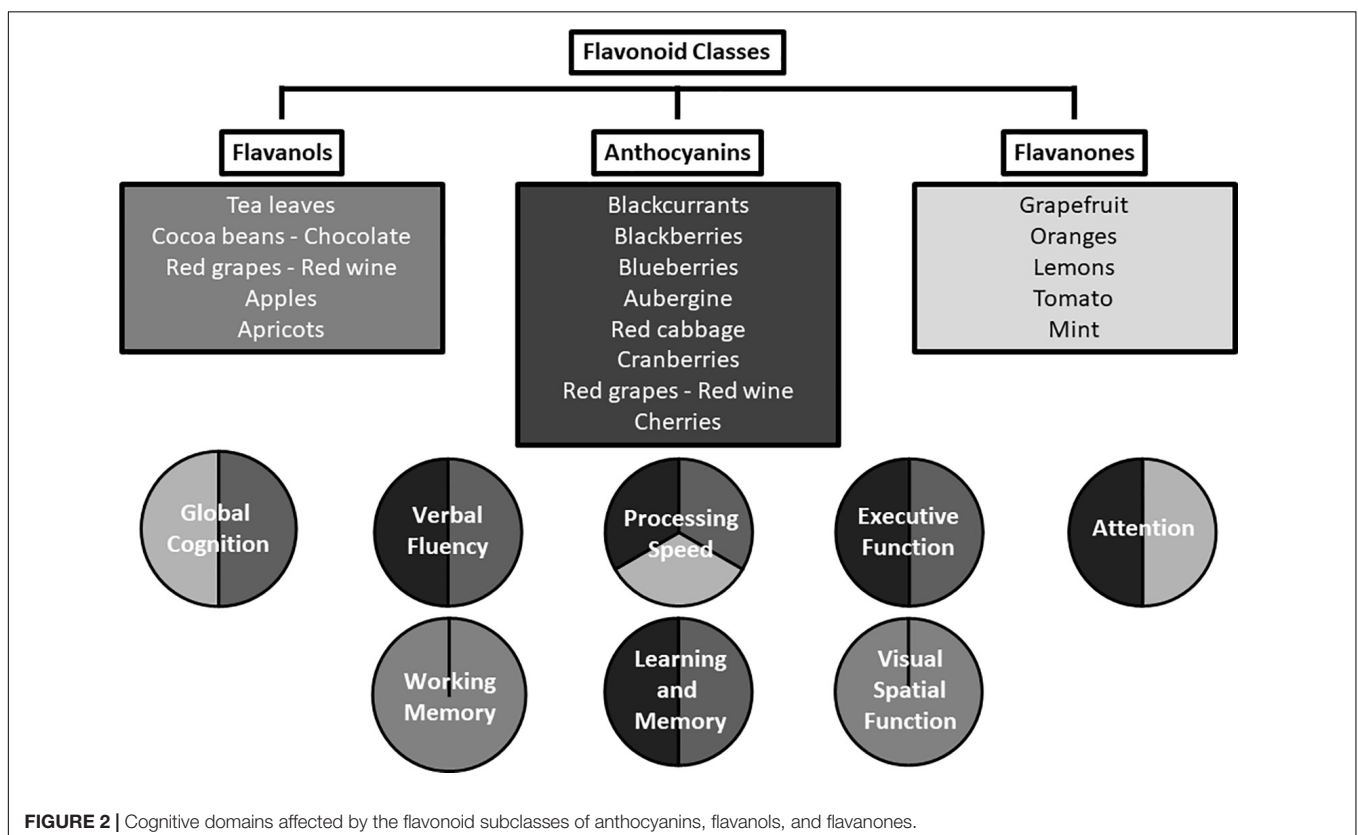 Flavonoid Classes
Flavanols
Anthocyanins
Flavanones
Tea leaves
Cocoa beans - Chocolate
Red grapes - Red wine
Apples
Apricots
Blackcurrants
Blackberries
Blueberries
Aubergine
Red cabbage
Cranberries
Red grapes - Red wine
Cherries
Grapefruit
Oranges
Lemons
Tomato
Mint
Global
Cognition
Verbal
Fluency
Processing
Speed
Executive
Function
Attention
Working
Memory
Learning
and
Memory
Visual
Spatial
Function
FIGURE 2 | Cognitive domains affected by the flavonoid subclasses of anthocyanins, flavanols, and flavanones.